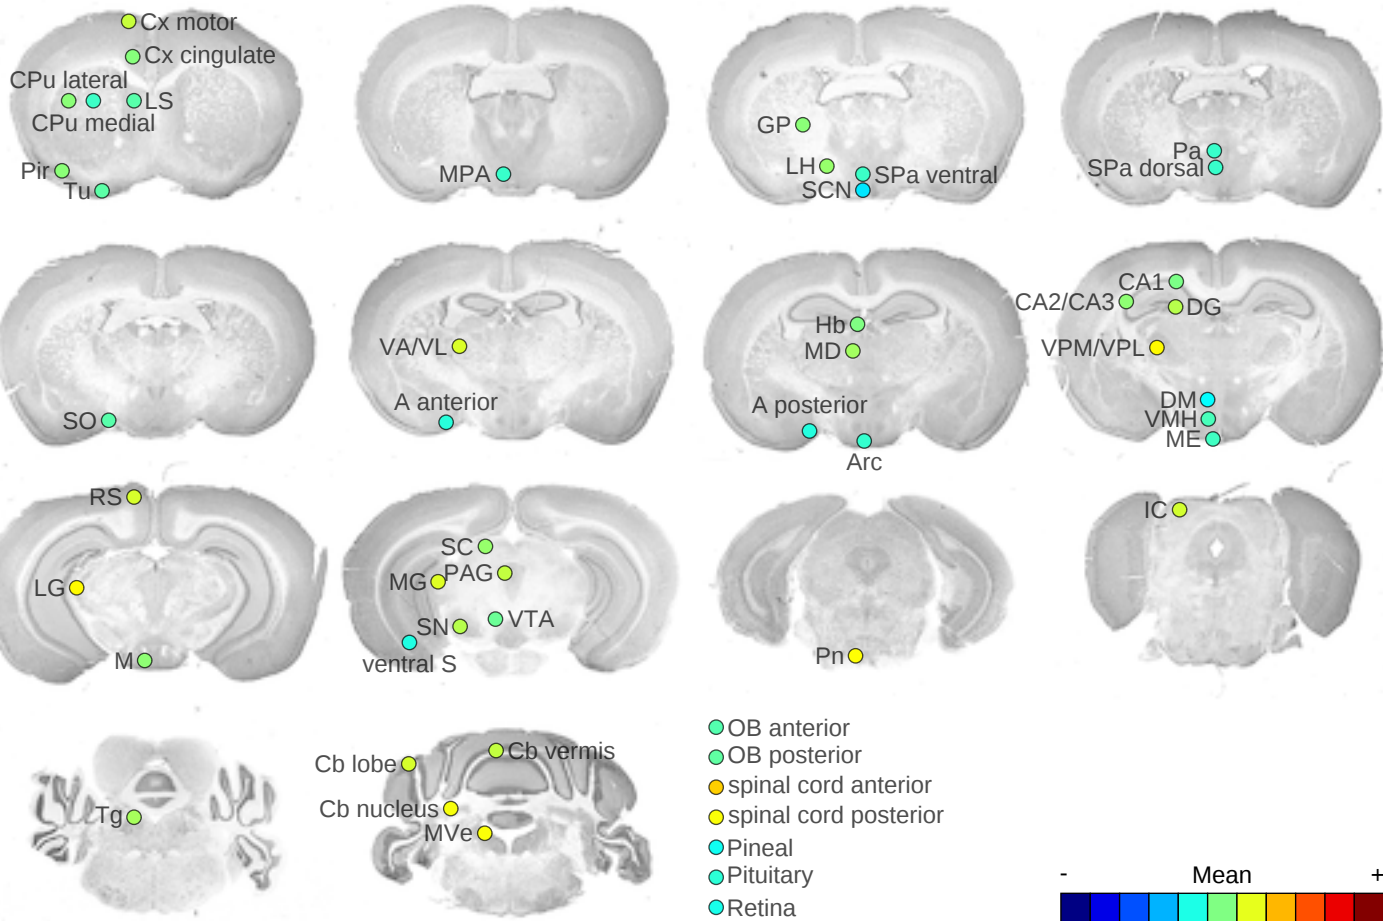 Cx motor
Cx cingulate
CPu lateral
LS
CPu medial
Pir
Tu
MPA
GP
LH
SPa ventral
SCN
Pa
SPa dorsal
SO
VA/VL
A anterior
Hb
MD
A posterior
Arc
CA1
CA2/CA3
DG
VPM/VPL
DM
VMH
ME
RS
LG
M
SC
MG
PAG
SN
VTA
ventral S
Pn
IC
Tg
Cb lobe
Cb vermis
Cb nucleus
MVe
OB anterior
OB posterior
spinal cord anterior
spinal cord posterior
Pineal
Pituitary
Retina
- Mean +